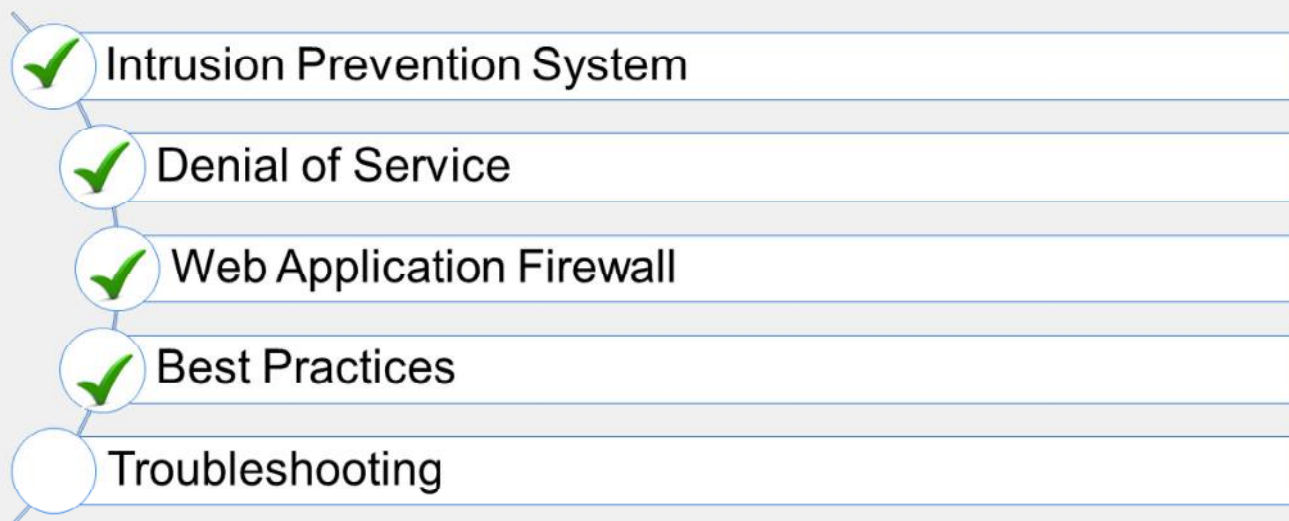 Intrusion Prevention System
Denial of Service
Web Application Firewall
Best Practices
Troubleshooting